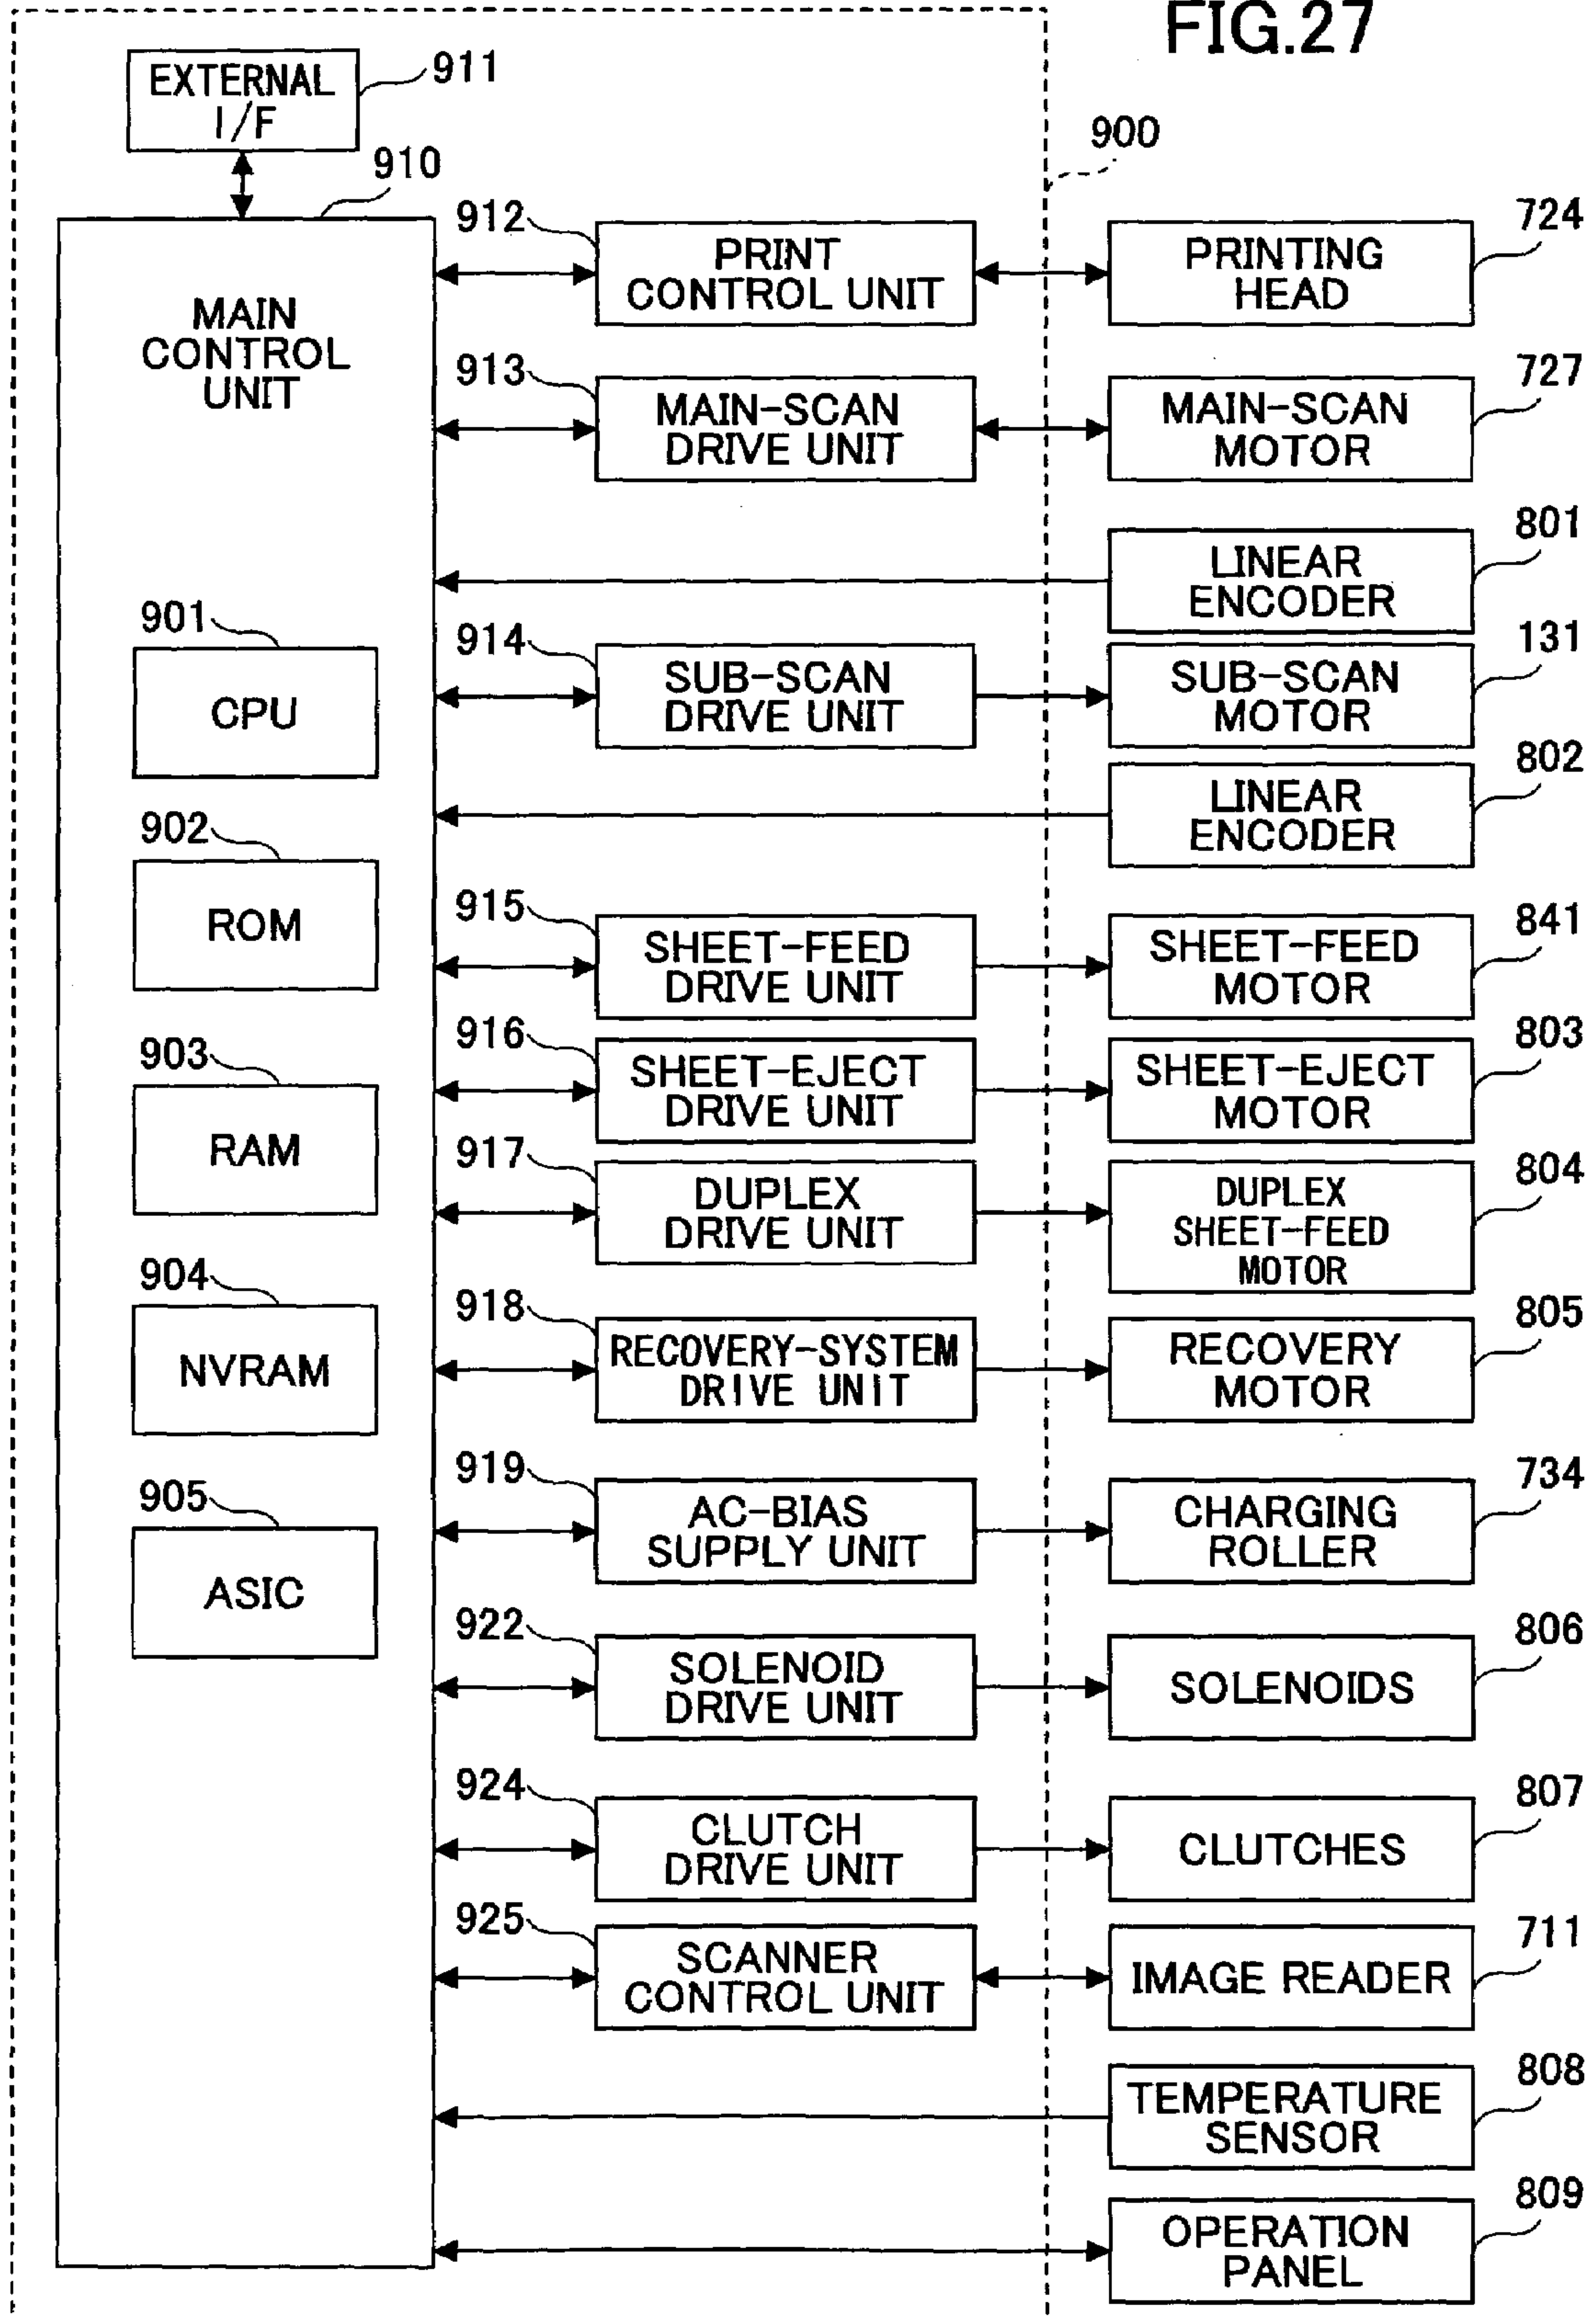 FIG.27
EXTERNAL
I/F
911
910
900
MAIN
CONTROL
UNIT
912
PRINT
CONTROL UNIT
PRINTING
HEAD
724
913
MAIN-SCAN
DRIVE UNIT
MAIN-SCAN
MOTOR
727
LINEAR
ENCODER
801
901
CPU
914
SUB-SCAN
DRIVE UNIT
SUB-SCAN
MOTOR
131
LINEAR
ENCODER
802
902
ROM
915
SHEET-FEED
DRIVE UNIT
SHEET-FEED
MOTOR
841
903
RAM
916
SHEET-EJECT
DRIVE UNIT
SHEET-EJECT
MOTOR
803
917
DUPLEX
DRIVE UNIT
DUPLEX
SHEET-FEED
MOTOR
804
904
NVRAM
918
RECOVERY-SYSTEM
DRIVE UNIT
RECOVERY
MOTOR
805
905
ASIC
919
AC-BIAS
SUPPLY UNIT
CHARGING
ROLLER
734
922
SOLENOID
DRIVE UNIT
SOLENOIDS
806
924
CLUTCH
DRIVE UNIT
CLUTCHES
807
925
SCANNER
CONTROL UNIT
IMAGE READER
711
TEMPERATURE
SENSOR
808
OPERATION
PANEL
809